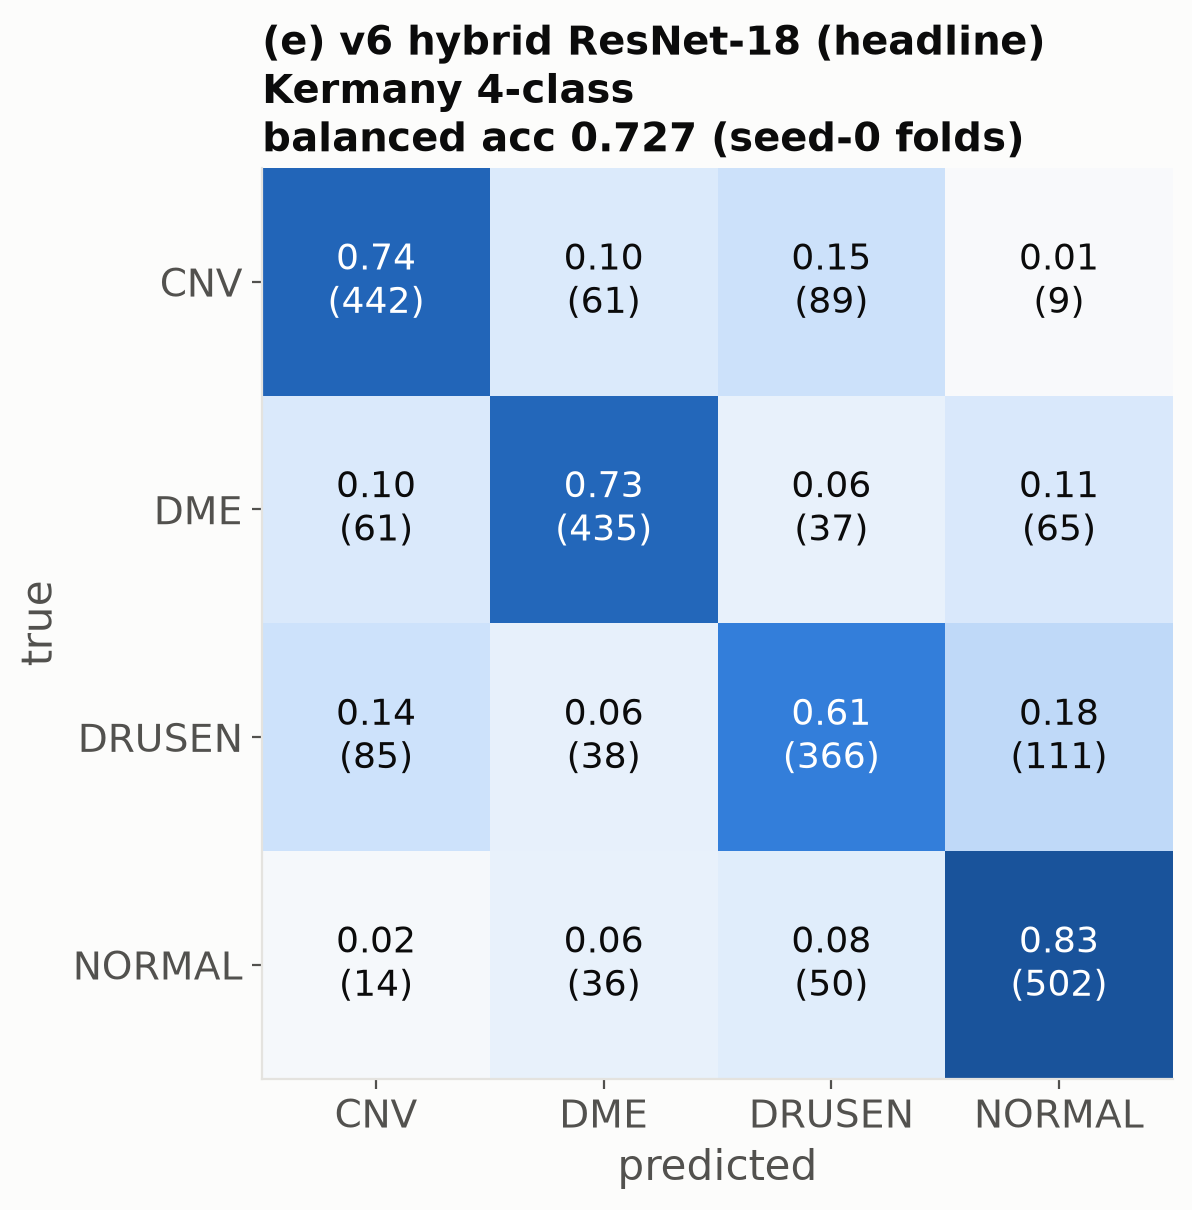 (e) v6 hybrid ResNet-18 (headline)
Kermany 4-class
balanced acc 0.727 (seed-0 folds)
true
CNV
0.74 0.10 0.15 0.01
(442) (61) (89) (9)
DME
0.10 0.73 0.06 0.11
(61) (435) (37) (65)
DRUSEN
0.14 0.06 0.61 0.18
(85) (38) (366) (111)
NORMAL
0.02 0.06 0.08 0.83
(14) (36) (50) (502)
CNV DME DRUSEN NORMAL
predicted